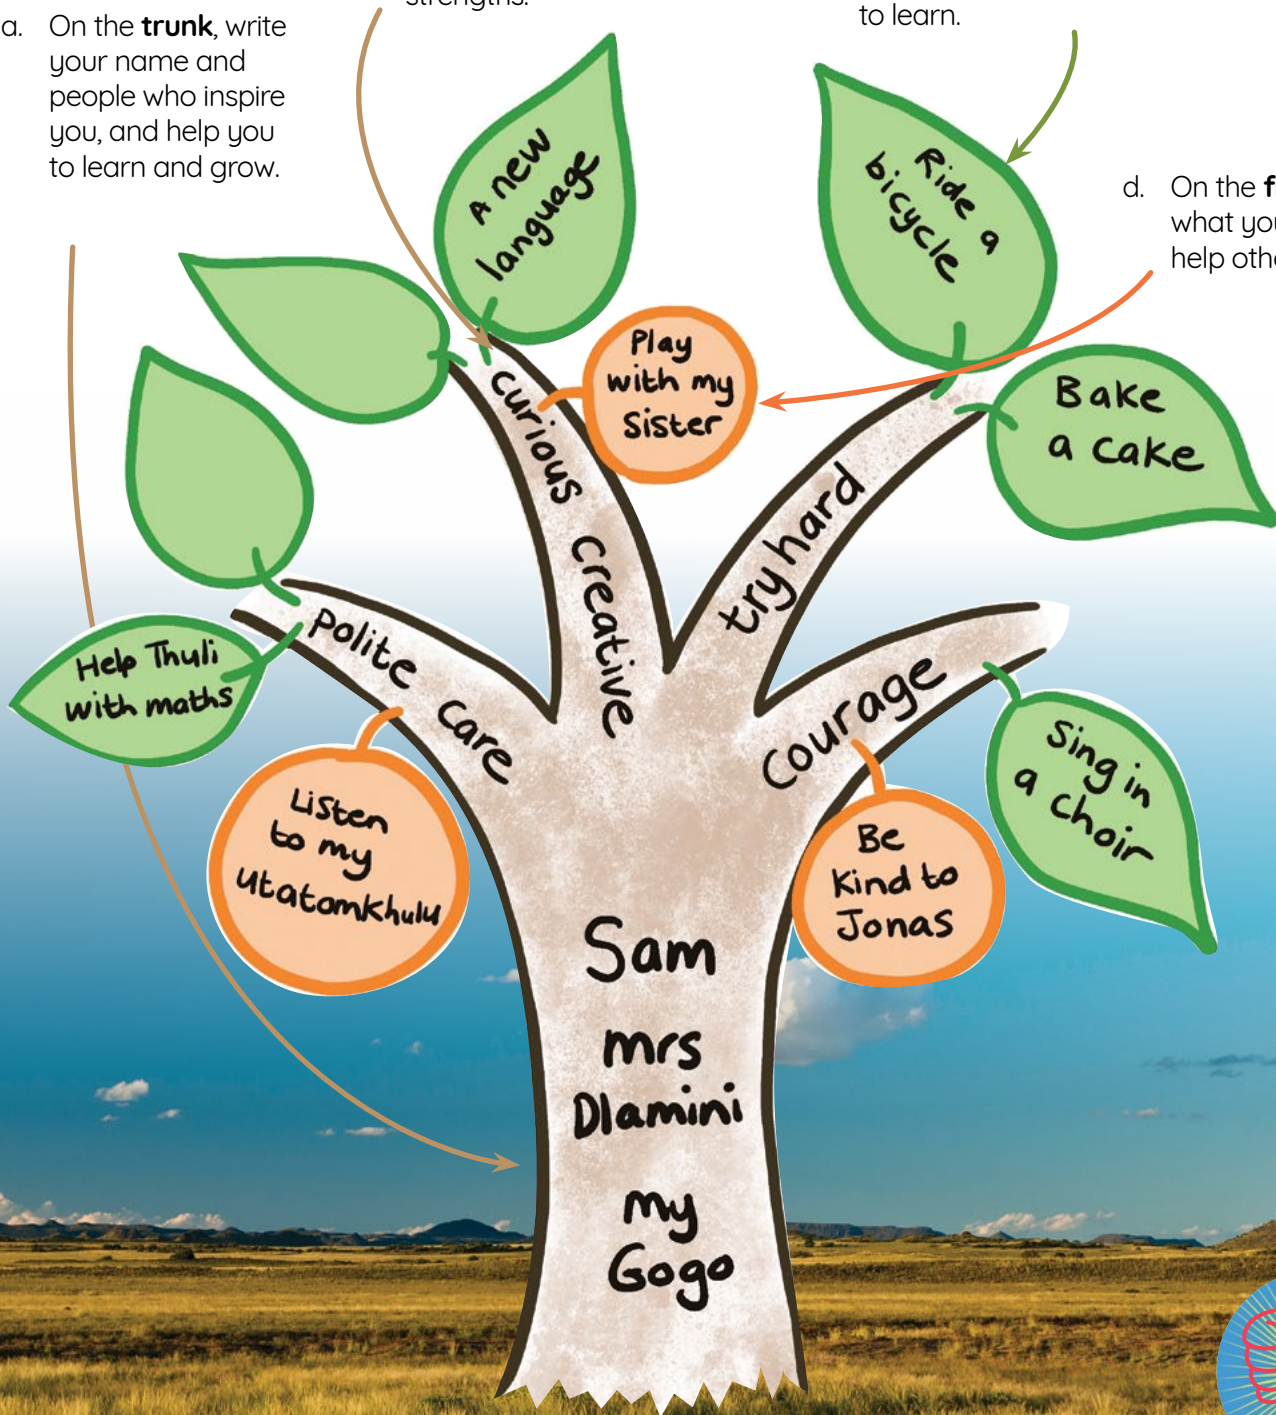 strengths.
to learn.
a. On the trunk, write
your name and
people who inspire
you, and help you
to learn and grow.
d. On the
what
help
A new
language
Ride a
bicycle
Play
with my
Sister
Bake
a cake
curious creative
try hard
polite care
Courage
Help Thuli
with maths
Listen
to my
Utatomkhulu
Be
Kind to
Jonas
Sing in
a choir
Sam
mrs
Dlamini
my
Gogo